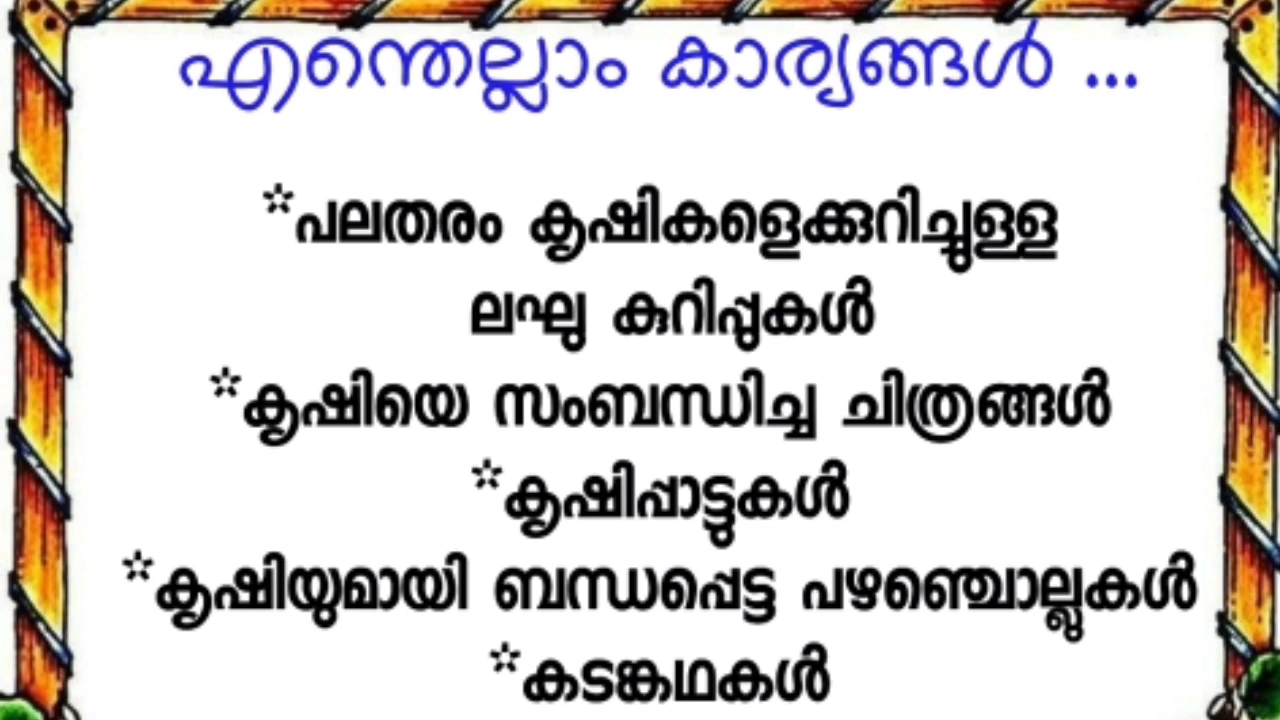 എന്തെല്ലാം കാര്യങ്ങൾ ...
*പലതരം കൃഷികളെക്കുറിച്ചുള്ള
ലഘു കുറിപ്പുകൾ
*കൃഷിയെ സംബന്ധിച്ച ചിത്രങ്ങൾ
*കൃഷിപ്പാട്ടുകൾ
*കൃഷിയുമായി ബന്ധപ്പെട്ട പഴഞ്ചൊല്ലുകൾ
*കടങ്കഥകൾ